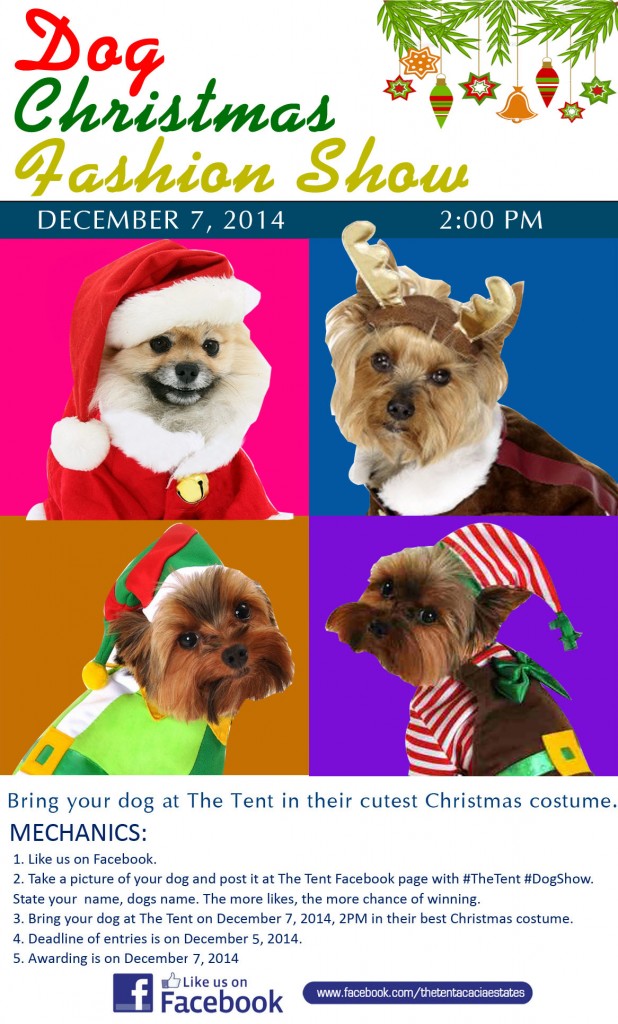 Dog
Christmas
Fashion Show
DECEMBER 7, 2014 2:00 PM
Bring your dog at The Tent in their cutest Christmas costume.
MECHANICS:
1. Like us on Facebook.
2. Take a picture of your dog and post it at The Tent Facebook page with #TheTent #DogShow.
State your name, dogs name. The more likes, the more chance of winning.
3. Bring your dog at The Tent on December 7, 2014, 2PM in their best Christmas costume.
4. Deadline of entries is on December 5, 2014.
5. Awarding is on December 7, 2014
f Like us on
Facebook
www.facebook.com/thetentacaciaestates